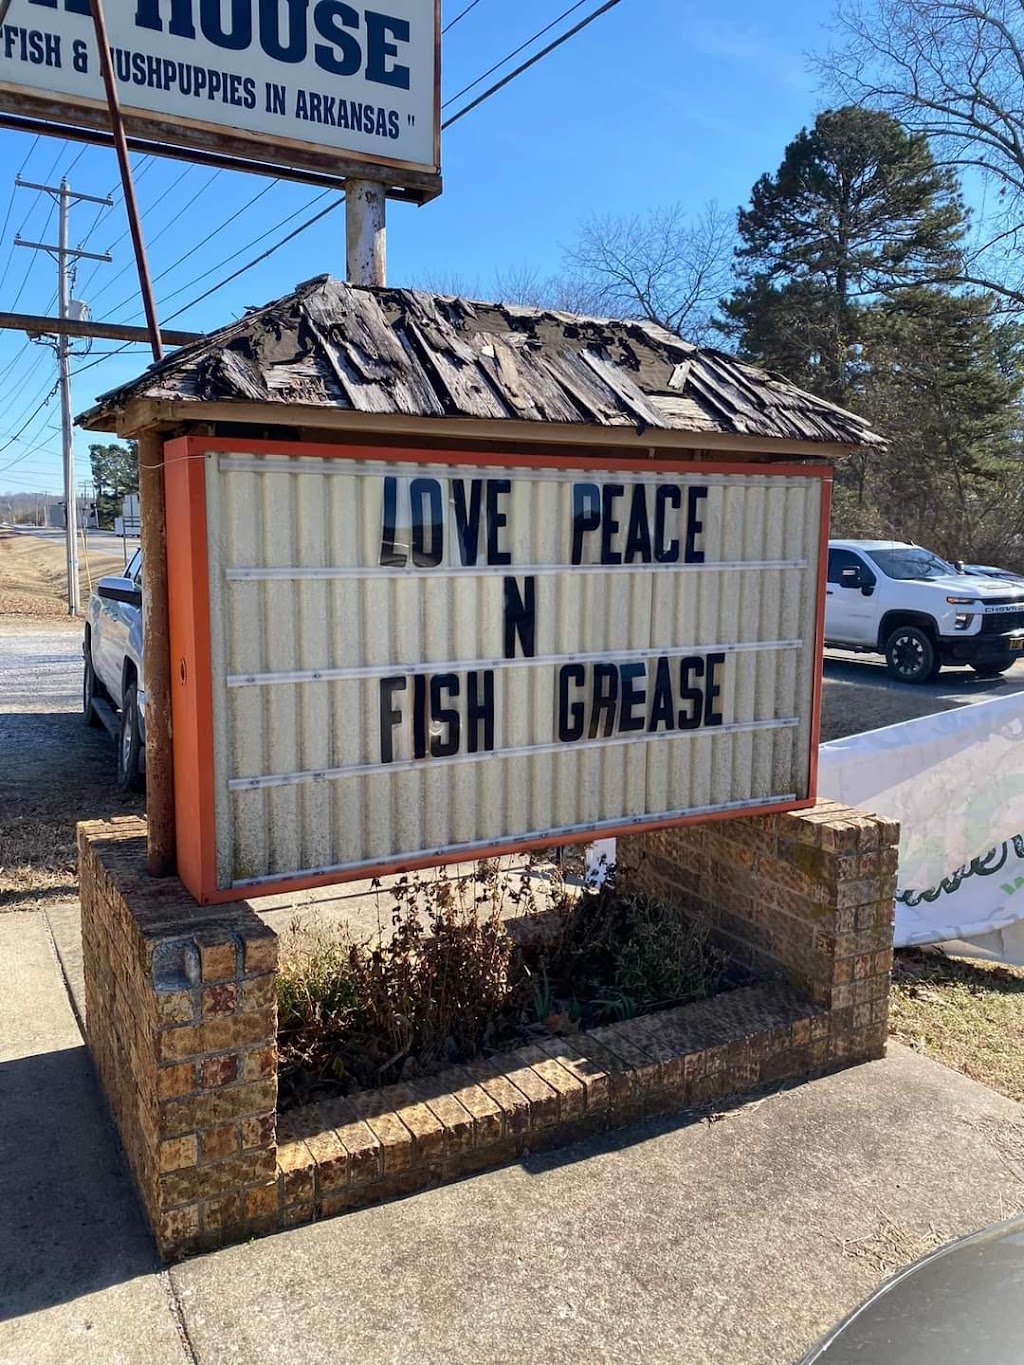 HOUSE
FISH & HUSHPUPPIES IN ARKANSAS "
LOVE PEACE
N
FISH GREASE